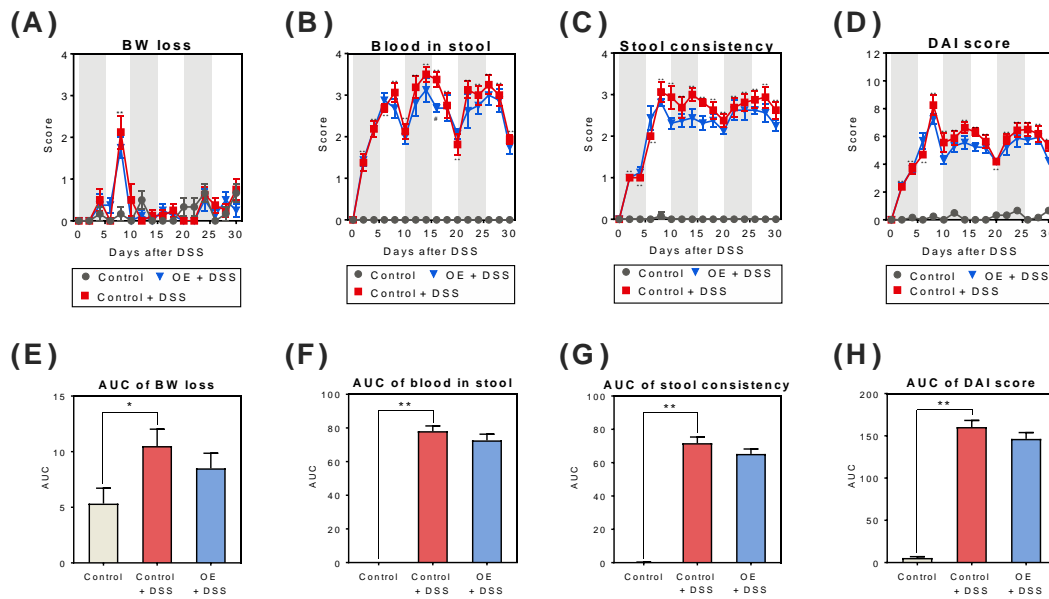 (A)
BW loss
Score
4
3
2
1
0
0 5 10 15 20 25 30
Days after DSS
Control OE + DSS
Control + DSS
(B)
Blood in stool
Score
4
3
2
1
0
**
#
0 5 10 15 20 25 30
Days after DSS
Control OE + DSS
Control + DSS
(C)
Stool consistency
Score
4
3
2
1
0
0 5 10 15 20 25 30
Days after DSS
Control OE + DSS
Control + DSS
(D)
DAI score
Score
12
10
8
6
4
2
0
0 5 10 15 20 25 30
Days after DSS
Control OE + DSS
Control + DSS
(E)
AUC of BW loss
AUC
15
10
5
0
*
Control Control OE
+ DSS + DSS
(F)
AUC of blood in stool
AUC
100
80
60
40
20
0
**
Control Control OE
+ DSS + DSS
(G)
AUC of stool consistency
AUC
100
80
60
40
20
0
**
Control Control OE
+ DSS + DSS
(H)
AUC of DAI score
AUC
200
150
100
50
0
**
Control Control OE
+ DSS + DSS